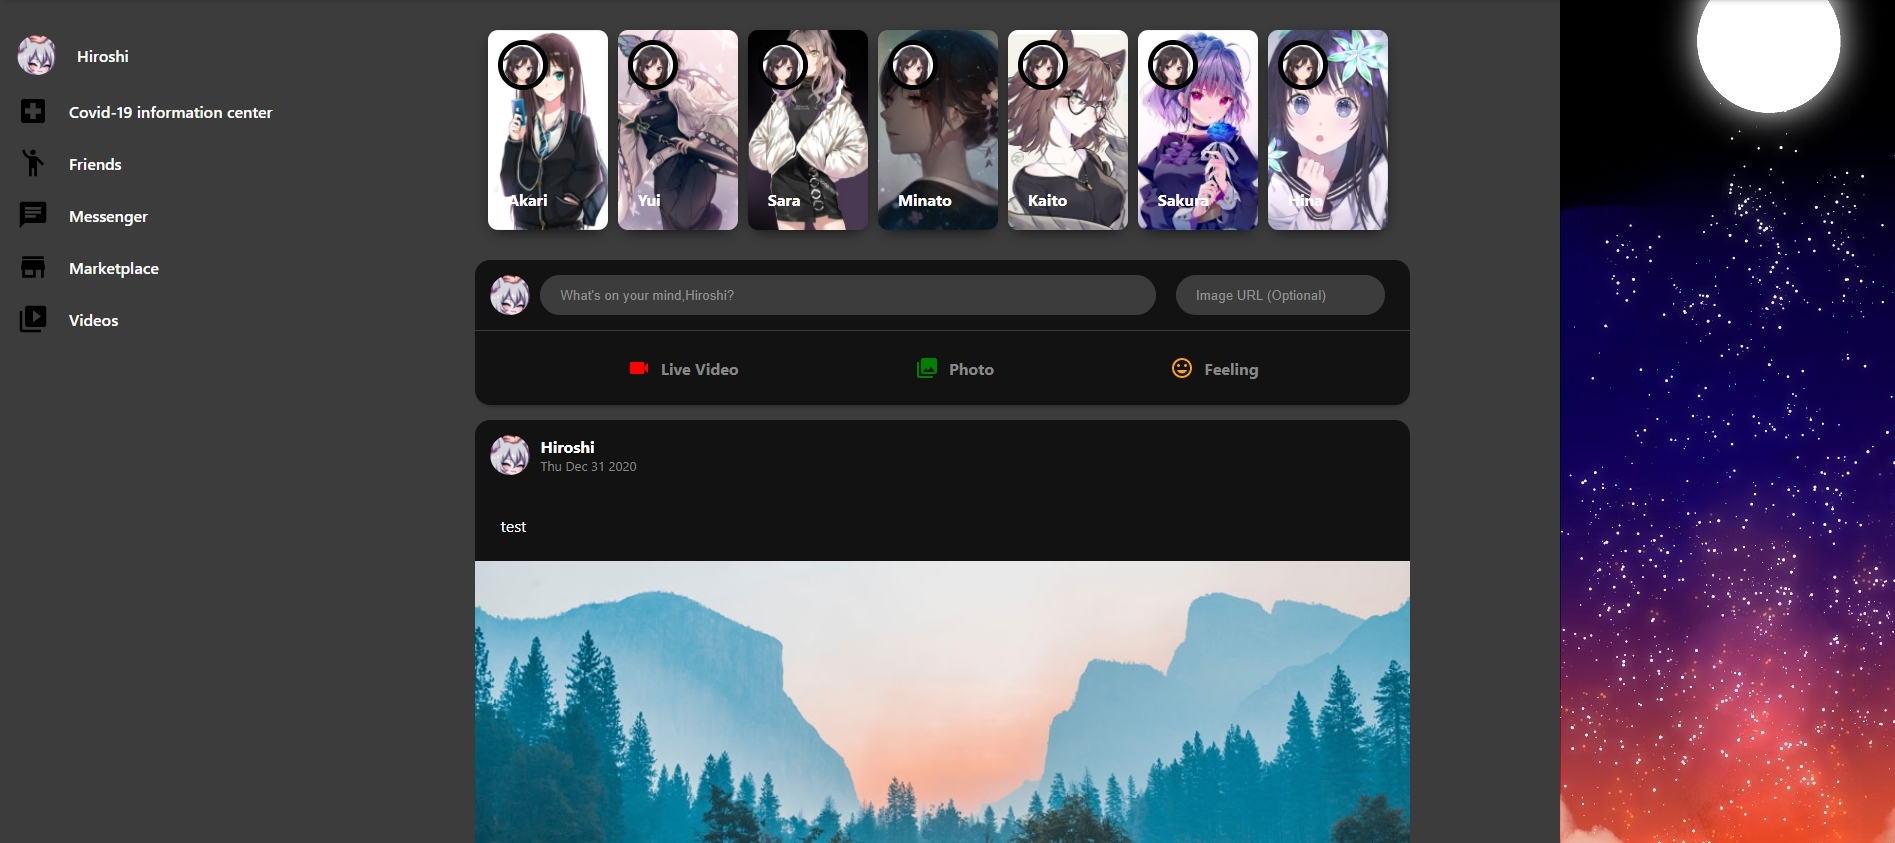 Hiroshi
Covid-19 information center
Friends
Messenger
Marketplace
Videos
Akari
Yui
Sara
Minato
Kaito
Sakura
Hina
What's on your mind,Hiroshi?
Image URL (Optional)
Live Video
Photo
Feeling
Hiroshi
Thu Dec 31 2020
test